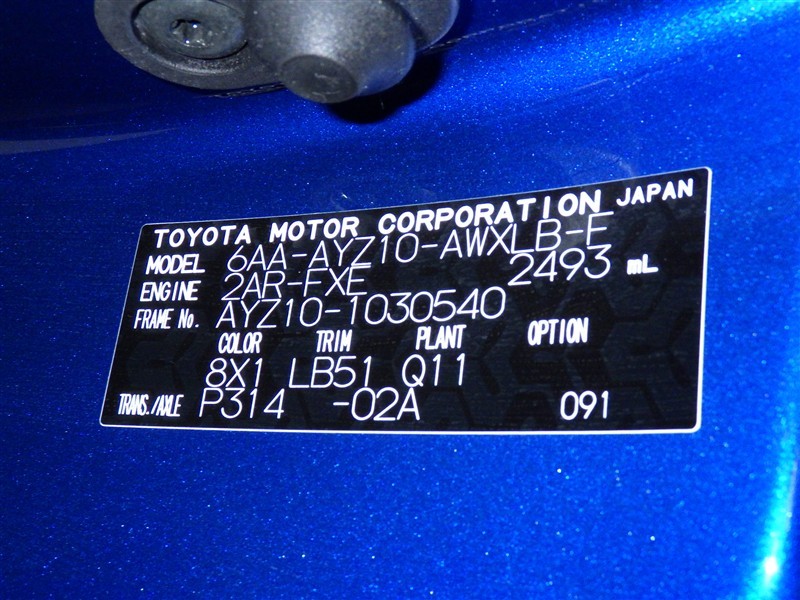 TOYOTA MOTOR CORPORATION JAPAN
MODEL 6AA-AYZ10-AWXLB-E
ENGINE 2AR-FXE 2493 mL
FRAME No. AYZ10-1030540
COLOR TRIM PLANT OPTION
8X1 LB51 Q11
TRANS./AXLE P314 -02A 091